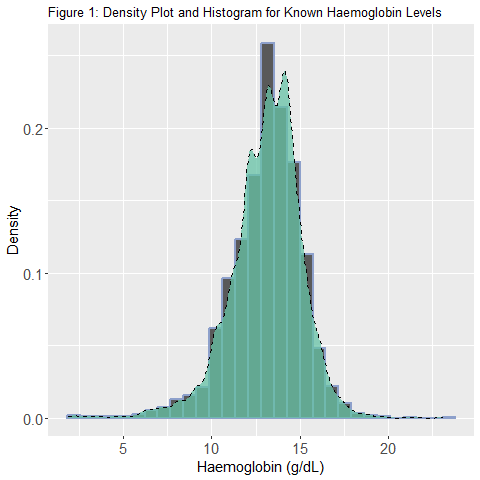 Figure 1: Density Plot and Histogram for Known Haemoglobin Levels
Density
0.2
0.1
0.0
5 10 15 20
Haemoglobin (g/dL)